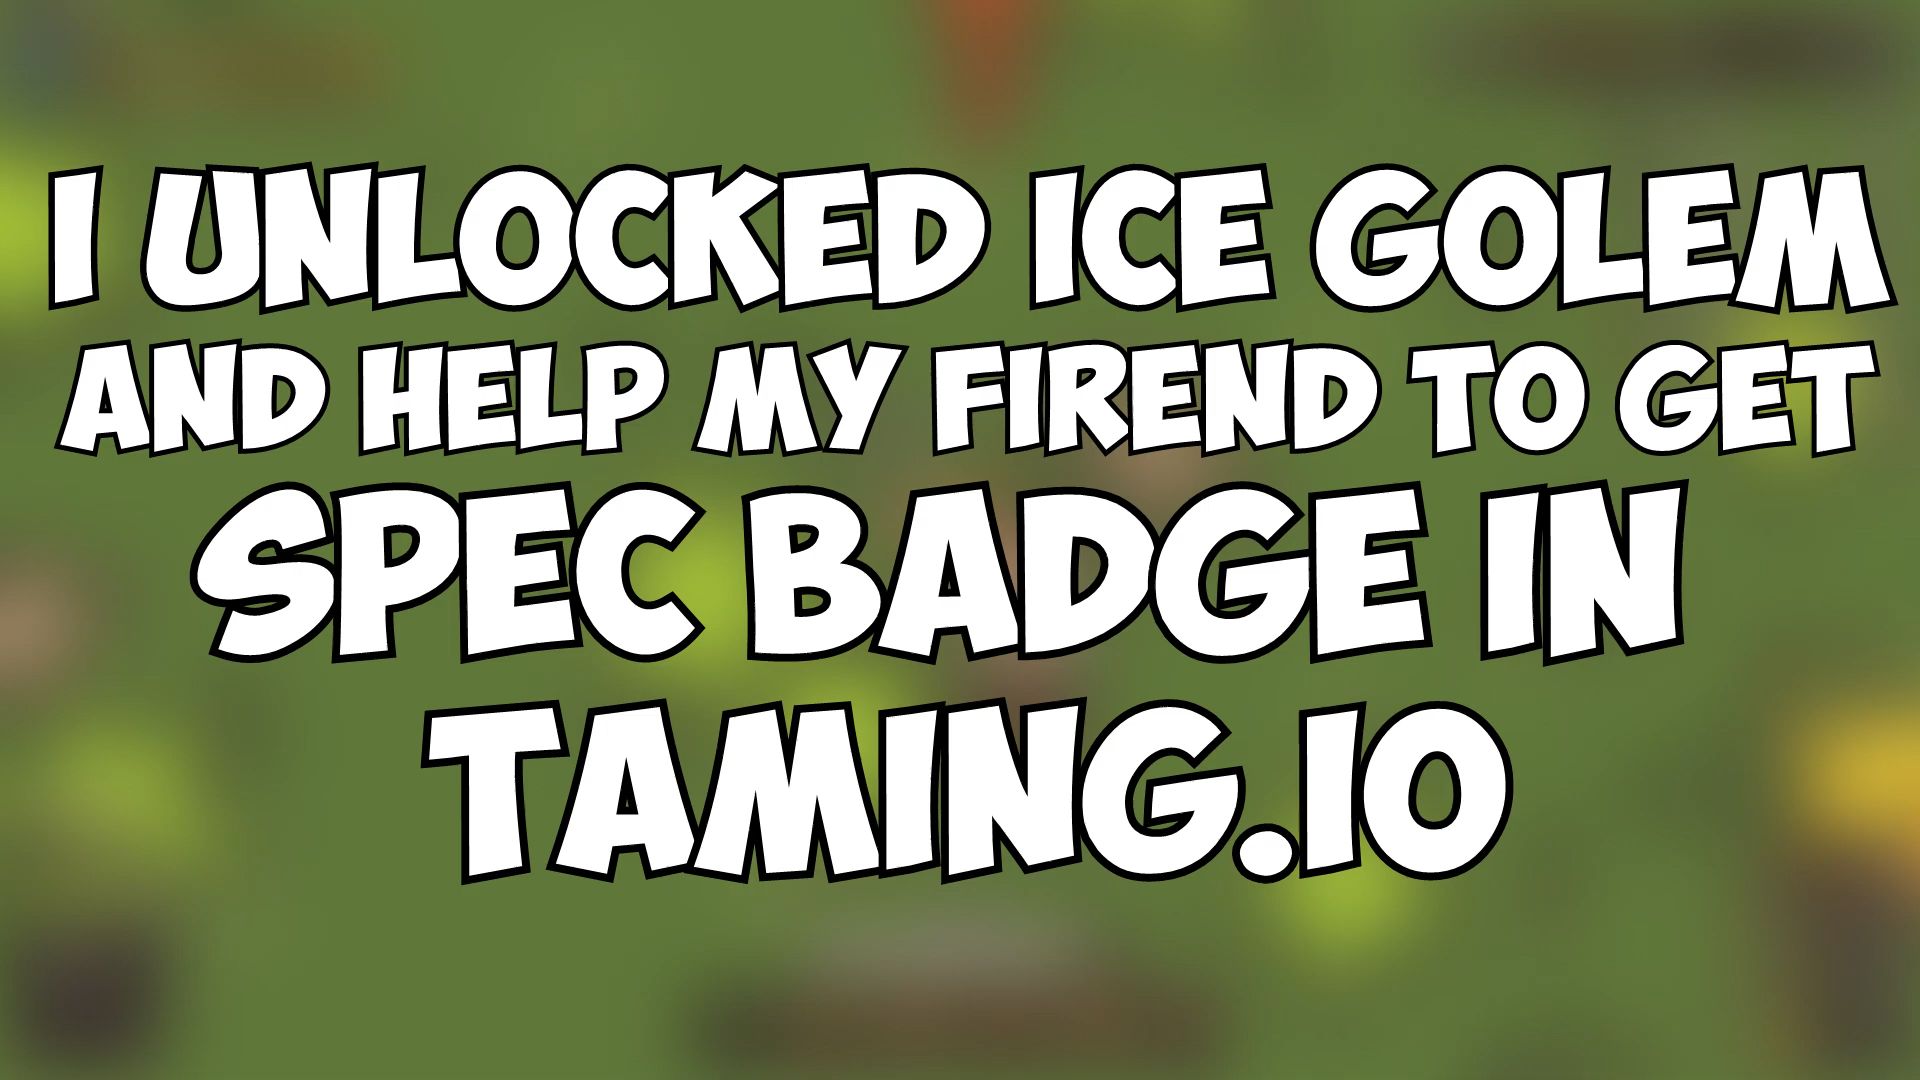 I UNLOCKED ICE GOLEM
AND HELP MY FIREND TO GET
SPEC BADGE IN
TAMING.IO